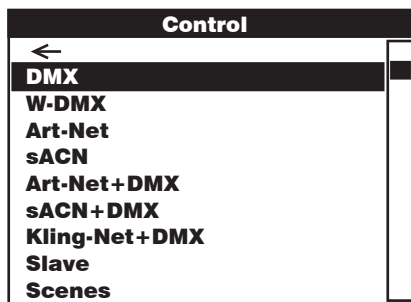 Control
←
DMX
W-DMX
Art-Net
sACN
Art-Net+DMX
sACN+DMX
Kling-Net+DMX
Slave
Scenes